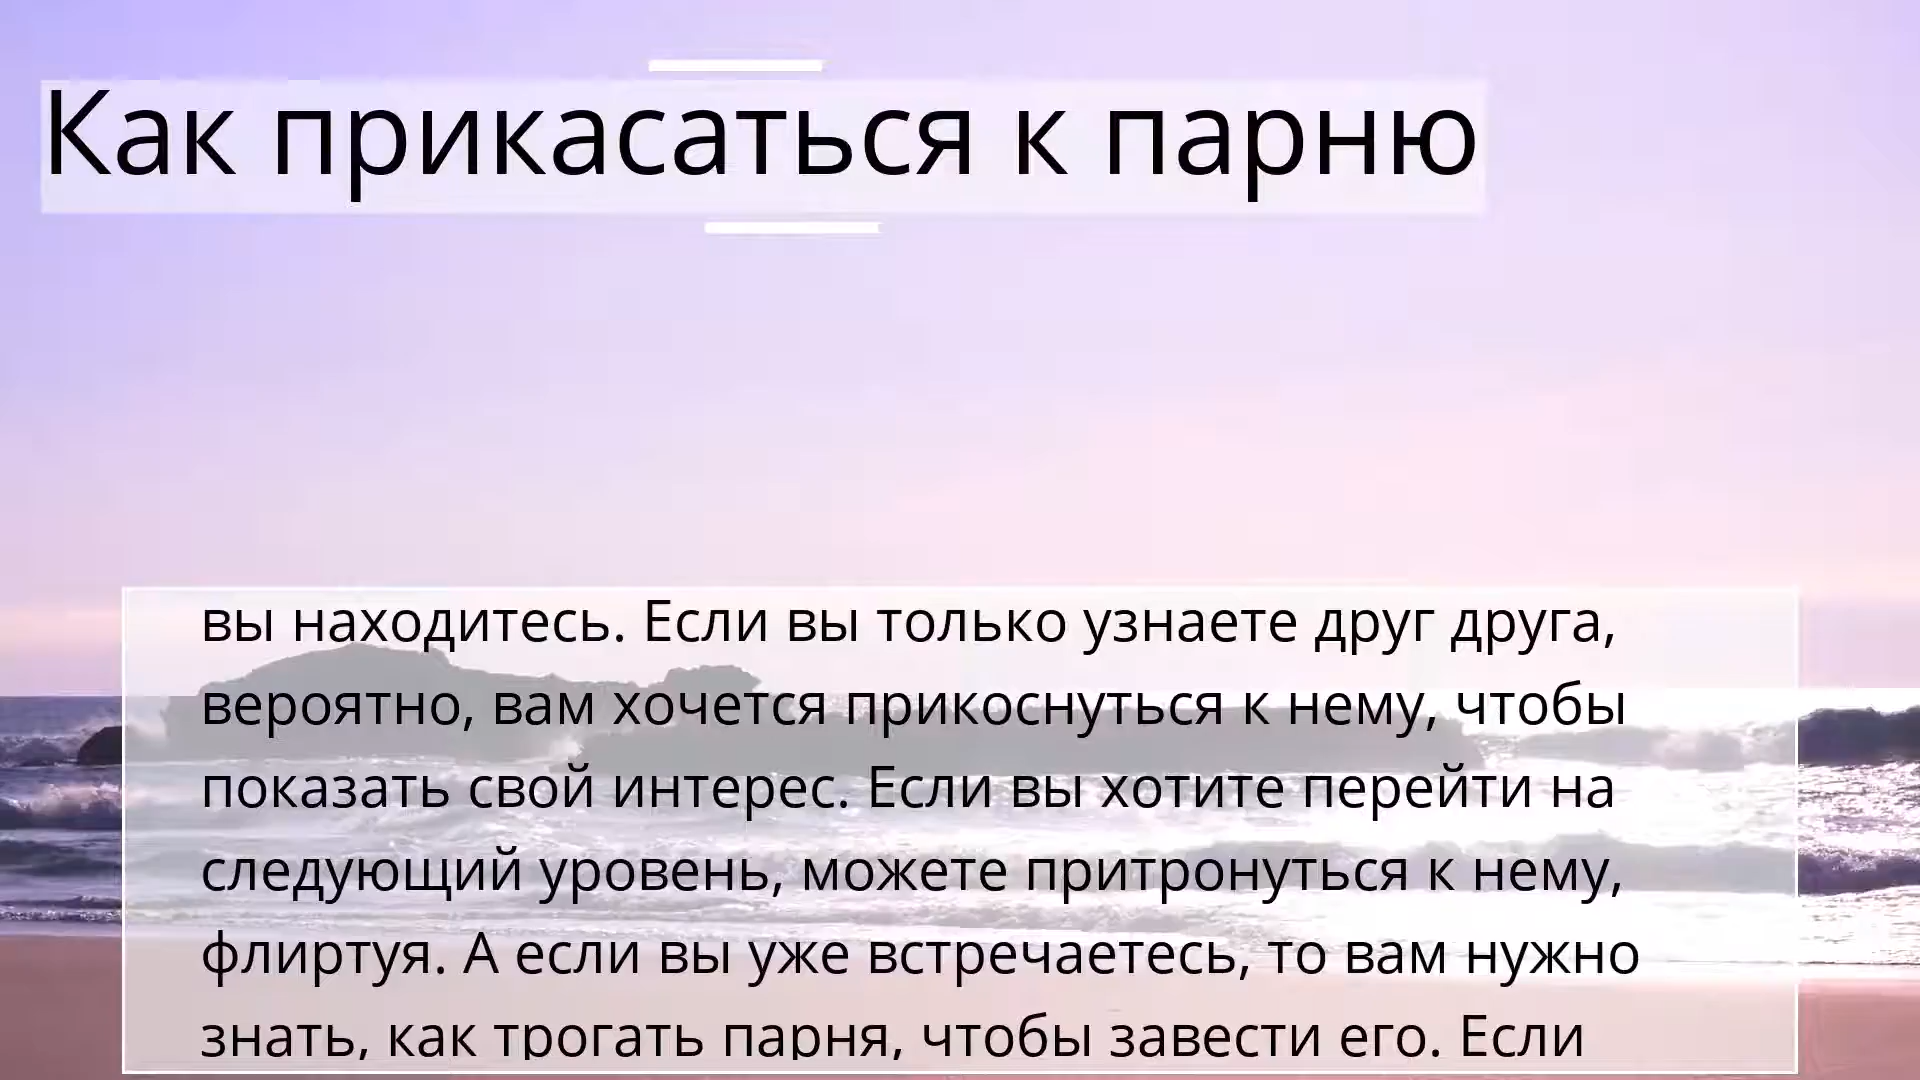 Как прикасаться к парню
вы находитесь. Если вы только узнаете друг друга,
вероятно, вам хочется прикоснуться к нему, чтобы
показать свой интерес. Если вы хотите перейти на
следующий уровень, можете притронуться к нему,
флиртуя. А если вы уже встречаетесь, то вам нужно
знать, как трогать парня, чтобы завести его. Если